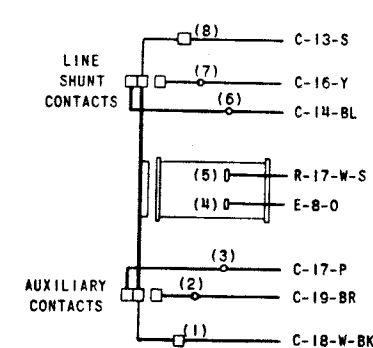 (8)
C-13-S
LINE
SHUNT
CONTACTS
(7)
C-16-Y
(6)
C-14-BL
(5)
R-17-W-S
(4)
E-8-O
(3)
C-17-P
AUXILIARY
CONTACTS
(2)
C-19-BR
(1)
C-18-W-BK